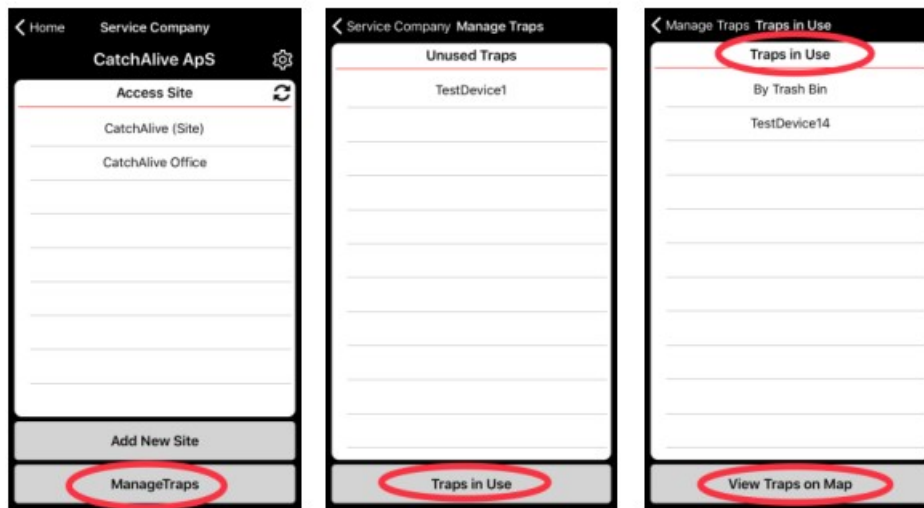 Home Service Company
CatchAlive ApS
Access Site
CatchAlive (Site)
CatchAlive Office
Add New Site
ManageTraps
Service Company Manage Traps
Unused Traps
TestDevice1
Traps in Use
Manage Traps Traps in Use
Traps in Use
By Trash Bin
TestDevice14
View Traps on Map